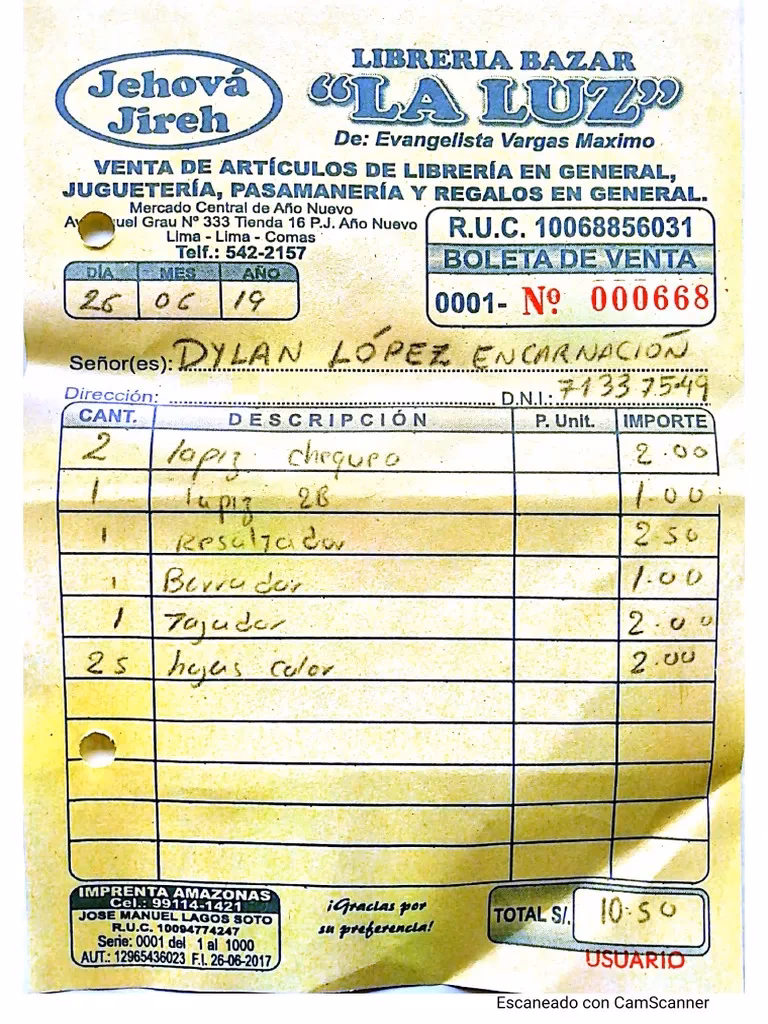 Jehová
Jireh
LIBRERIA BAZAR
"LA LUZ"
De: Evangelista Vargas Maximo
VENTA DE ARTÍCULOS DE LIBRERÍA EN GENERAL,
JUGUETERÍA, PASAMANERÍA Y REGALOS EN GENERAL.
Mercado Central de Año Nuevo
Grau Nº 333 Tienda 16 P.J. Año Nuevo
Lima - Lima - Comas
Telf.: 542-2157
R.U.C. 10068856031
BOLETA DE VENTA
0001- Nº 000668
DÍA MES AÑO
06 19
Señor(es): DYLAN LÓPEZ ENCARNACIÓN
Dirección: D.N.I.: 71337549
CANT. DESCRIPCIÓN P. Unit. IMPORTE
2 lapiz chequeo 2.00
1 lapiz 2B 1.00
1 Resaltador 2.50
1 Borrador 1.00
1 Tajador 2.00
25 hojas color 2.00
IMPRENTA AMAZONAS
Cel.: 99114-1421
JOSE MANUEL LAGOS SOTO
R.U.C. 10094774247
Serie: 0001 del 1 al 1000
AUT.: 12965436023 F.I. 26-06-2017
¡Gracias por
su preferencia!
TOTAL S/. 10.50
USUARIO
Escaneado con CamScanner